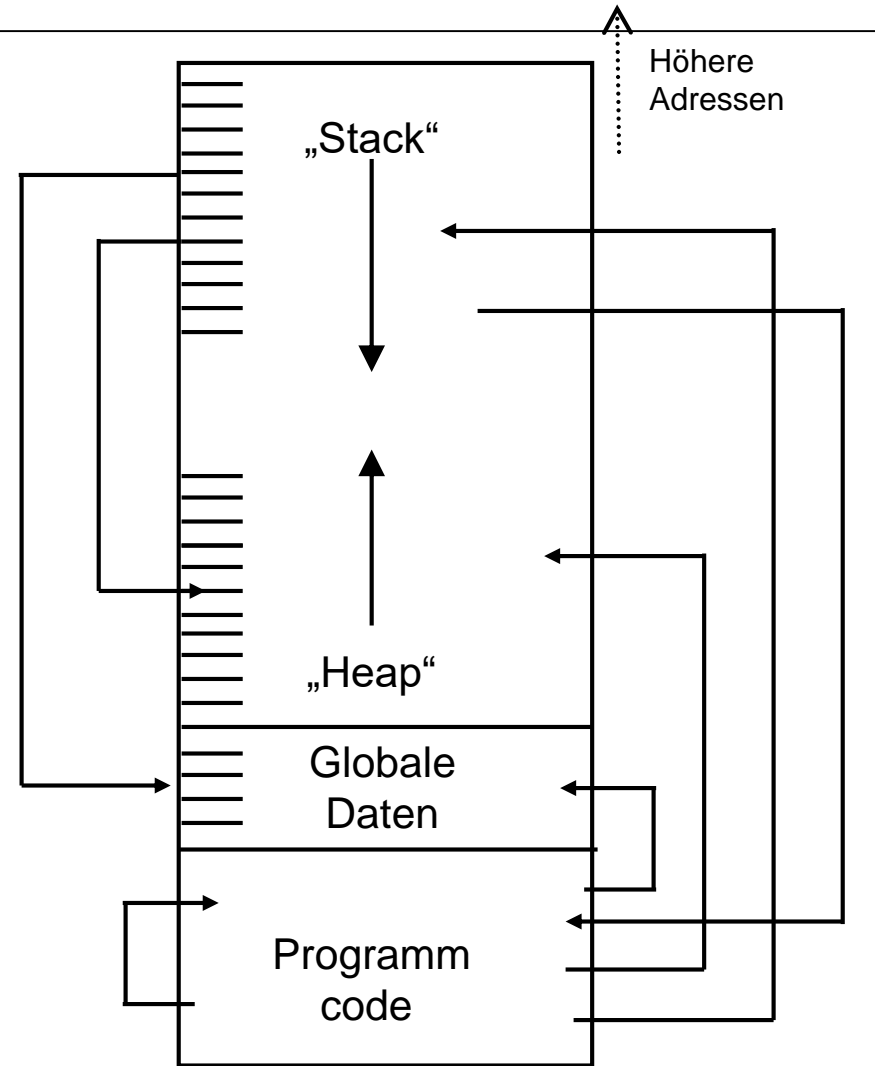 Höhere
Adressen
„Stack“
„Heap“
Globale
Daten
Programm
code